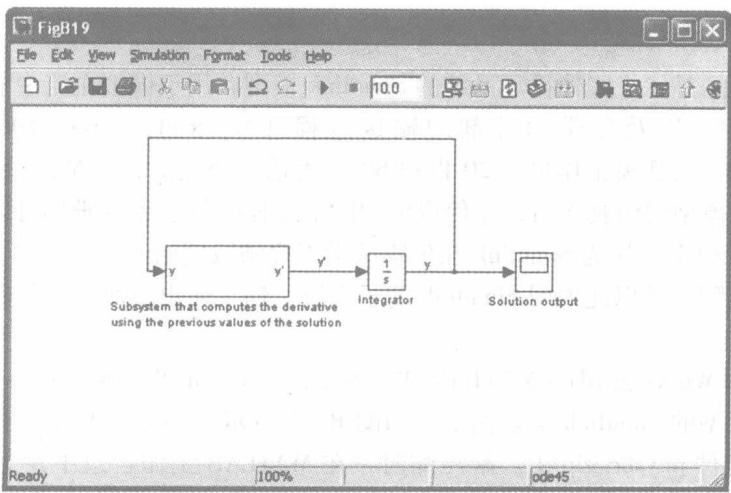 FigB19
File Edit View Simulation Format Tools Help
10.0
y y' y' 1/s y
Integrator
Solution output
Subsystem that computes the derivative
using the previous values of the solution
Ready 100% ode45